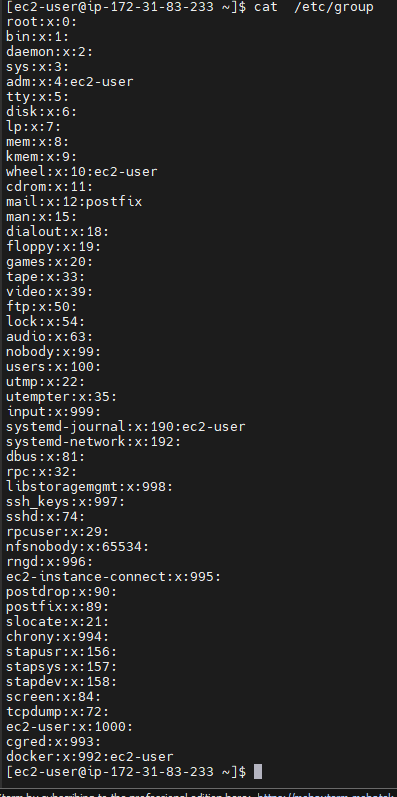 [ec2-user@ip-172-31-83-233 ~]$ cat  /etc/group
root:x:0:
bin:x:1:
daemon:x:2:
sys:x:3:
adm:x:4:ec2-user
tty:x:5:
disk:x:6:
lp:x:7:
mem:x:8:
kmem:x:9:
wheel:x:10:ec2-user
cdrom:x:11:
mail:x:12:postfix
man:x:15:
dialout:x:18:
floppy:x:19:
games:x:20:
tape:x:33:
video:x:39:
ftp:x:50:
lock:x:54:
audio:x:63:
nobody:x:99:
users:x:100:
utmp:x:22:
utempter:x:35:
input:x:999:
systemd-journal:x:190:ec2-user
systemd-network:x:192:
dbus:x:81:
rpc:x:32:
libstoragemgmt:x:998:
ssh_keys:x:997:
sshd:x:74:
rpcuser:x:29:
nfsnobody:x:65534:
rngd:x:996:
ec2-instance-connect:x:995:
postdrop:x:90:
postfix:x:89:
slocate:x:21:
chrony:x:994:
stapusr:x:156:
stapsys:x:157:
stapdev:x:158:
screen:x:84:
tcpdump:x:72:
ec2-user:x:1000:
cgred:x:993:
docker:x:992:ec2-user
[ec2-user@ip-172-31-83-233 ~]$